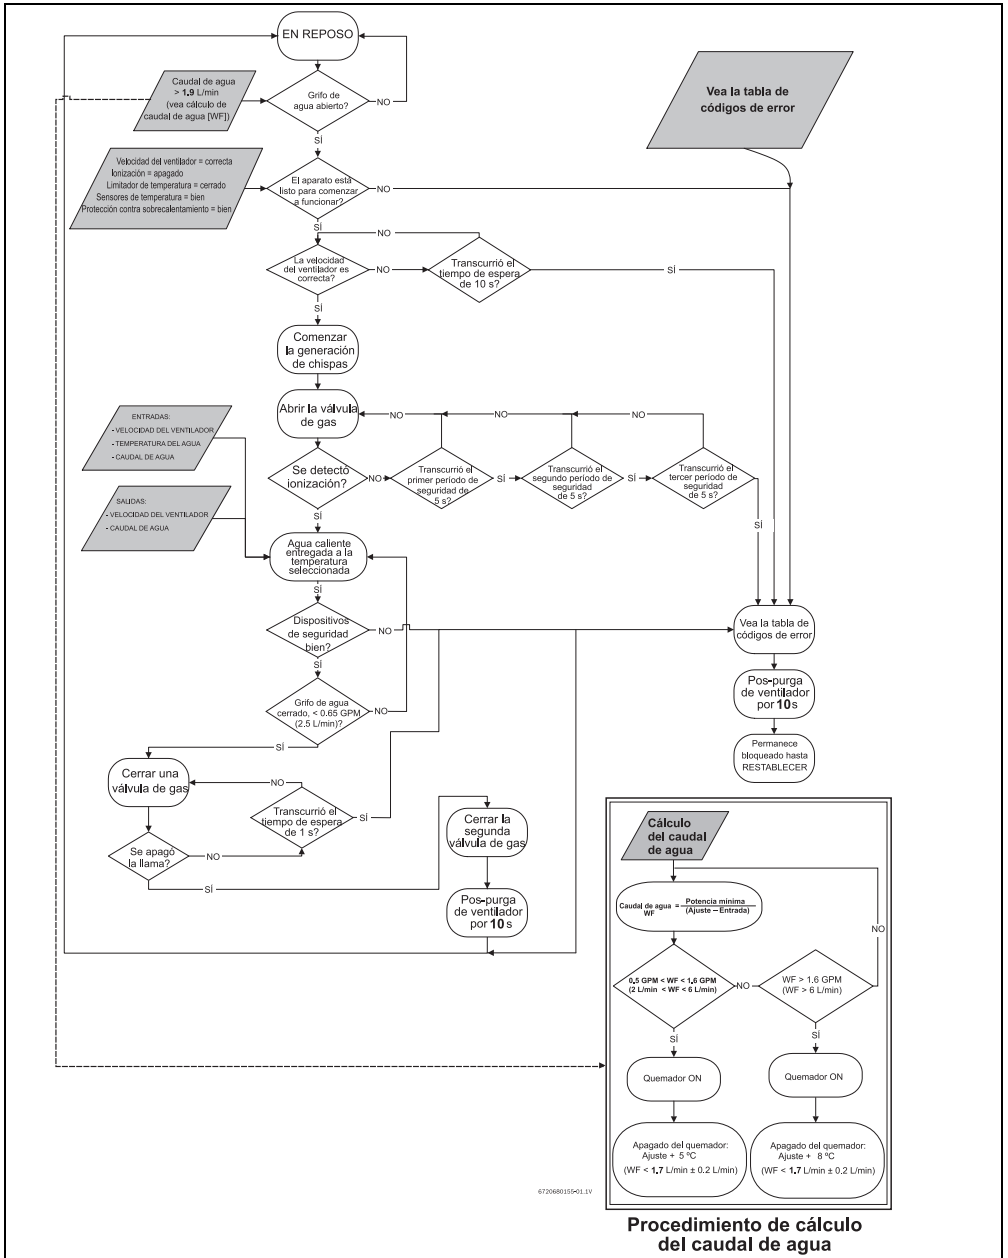 EN REPOSO
Caudal de agua
> 1.9 L/min
(vea cálculo de
caudal de agua [WF])
Grifo de
agua abierto?
NO
SÍ
Vea la tabla de
códigos de error
Velocidad del ventilador = correcta
Ionización = apagado
Limitador de temperatura = cerrado
Sensores de temperatura = bien
Protección contra sobrecalentamiento = bien
El aparato está
listo para comenzar
a funcionar?
NO
SÍ
NO
La velocidad
del ventilador es
correcta?
NO
Transcurrió el
tiempo de espera
de 10 s?
SÍ
SÍ
Comenzar
la generación
de chispas
Abrir la válvula
de gas
NO
NO
NO
ENTRADAS:
- VELOCIDAD DEL VENTILADOR
- TEMPERATURA DEL AGUA
- CAUDAL DE AGUA
Se detectó
ionización?
NO
Transcurrió el
primer período de
seguridad de
5 s?
SÍ
Transcurrió el
segundo período de
seguridad
de 5 s?
SÍ
Transcurrió el
tercer período de
seguridad
de 5 s?
SÍ
SÍ
SALIDAS:
- VELOCIDAD DEL VENTILADOR
- CAUDAL DE AGUA
Agua caliente
entregada a la
temperatura
seleccionada
SÍ
Dispositivos
de seguridad
bien?
NO
SÍ
Vea la tabla de
códigos de error
Grifo de agua
cerrado, < 0.65 GPM
(2.5 L/min)?
NO
SÍ
Pos-purga
de ventilador
por 10 s
Permanece
bloqueado hasta
RESTABLECER
Cerrar una
válvula de gas
NO
Transcurrió el
tiempo de espera
de 1 s?
SÍ
Se apagó
la llama?
NO
SÍ
Cerrar la
segunda
válvula de gas
Pos-purga
de ventilador
por 10 s
Cálculo
del caudal
de agua
Caudal de agua
WF
= Potencia mínima
(Ajuste – Entrada)
NO
0.5 GPM < WF < 1.6 GPM
(2 L/min < WF < 6 L/min)
NO
WF > 1.6 GPM
(WF > 6 L/min)
SÍ
SÍ
Quemador ON
Quemador ON
Apagado del quemador:
Ajuste + 5 ºC
(WF < 1.7 L/min ± 0.2 L/min)
Apagado del quemador:
Ajuste + 8 ºC
(WF < 1.7 L/min ± 0.2 L/min)
6720680155-01.1V
Procedimiento de cálculo
del caudal de agua